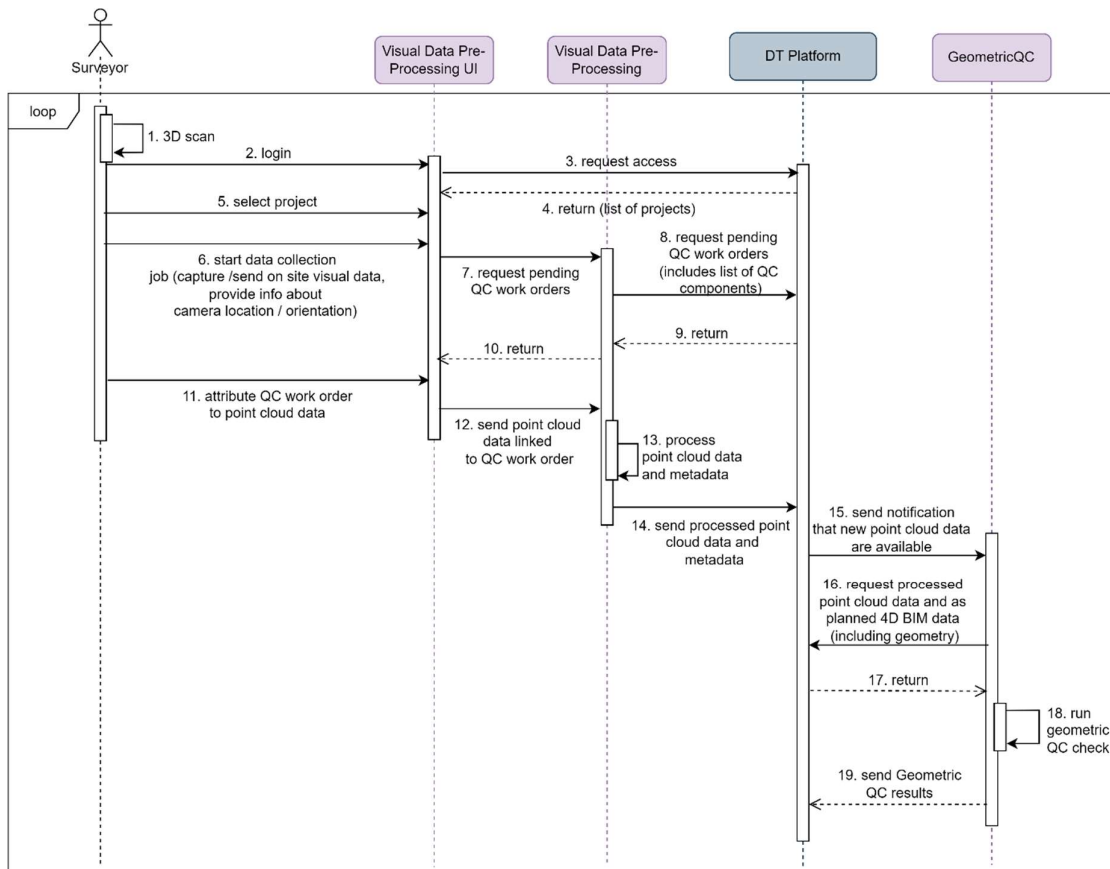 Surveyor
Visual Data Pre-
Processing UI
Visual Data Pre-
Processing
DT Platform
GeometricQC
loop
1. 3D scan
2. login
3. request access
4. return (list of projects)
5. select project
6. start data collection
job (capture /send on site visual data,
provide info about
camera location / orientation)
7. request pending
QC work orders
8. request pending
QC work orders
(includes list of QC
components)
9. return
10. return
11. attribute QC work order
to point cloud data
12. send point cloud
data linked
to QC work order
13. process
point cloud data
and metadata
14. send processed point
cloud data and
metadata
15. send notification
that new point cloud data
are available
16. request processed
point cloud data and as
planned 4D BIM data
(including geometry)
17. return
18. run
geometric
QC check
19. send Geometric
QC results